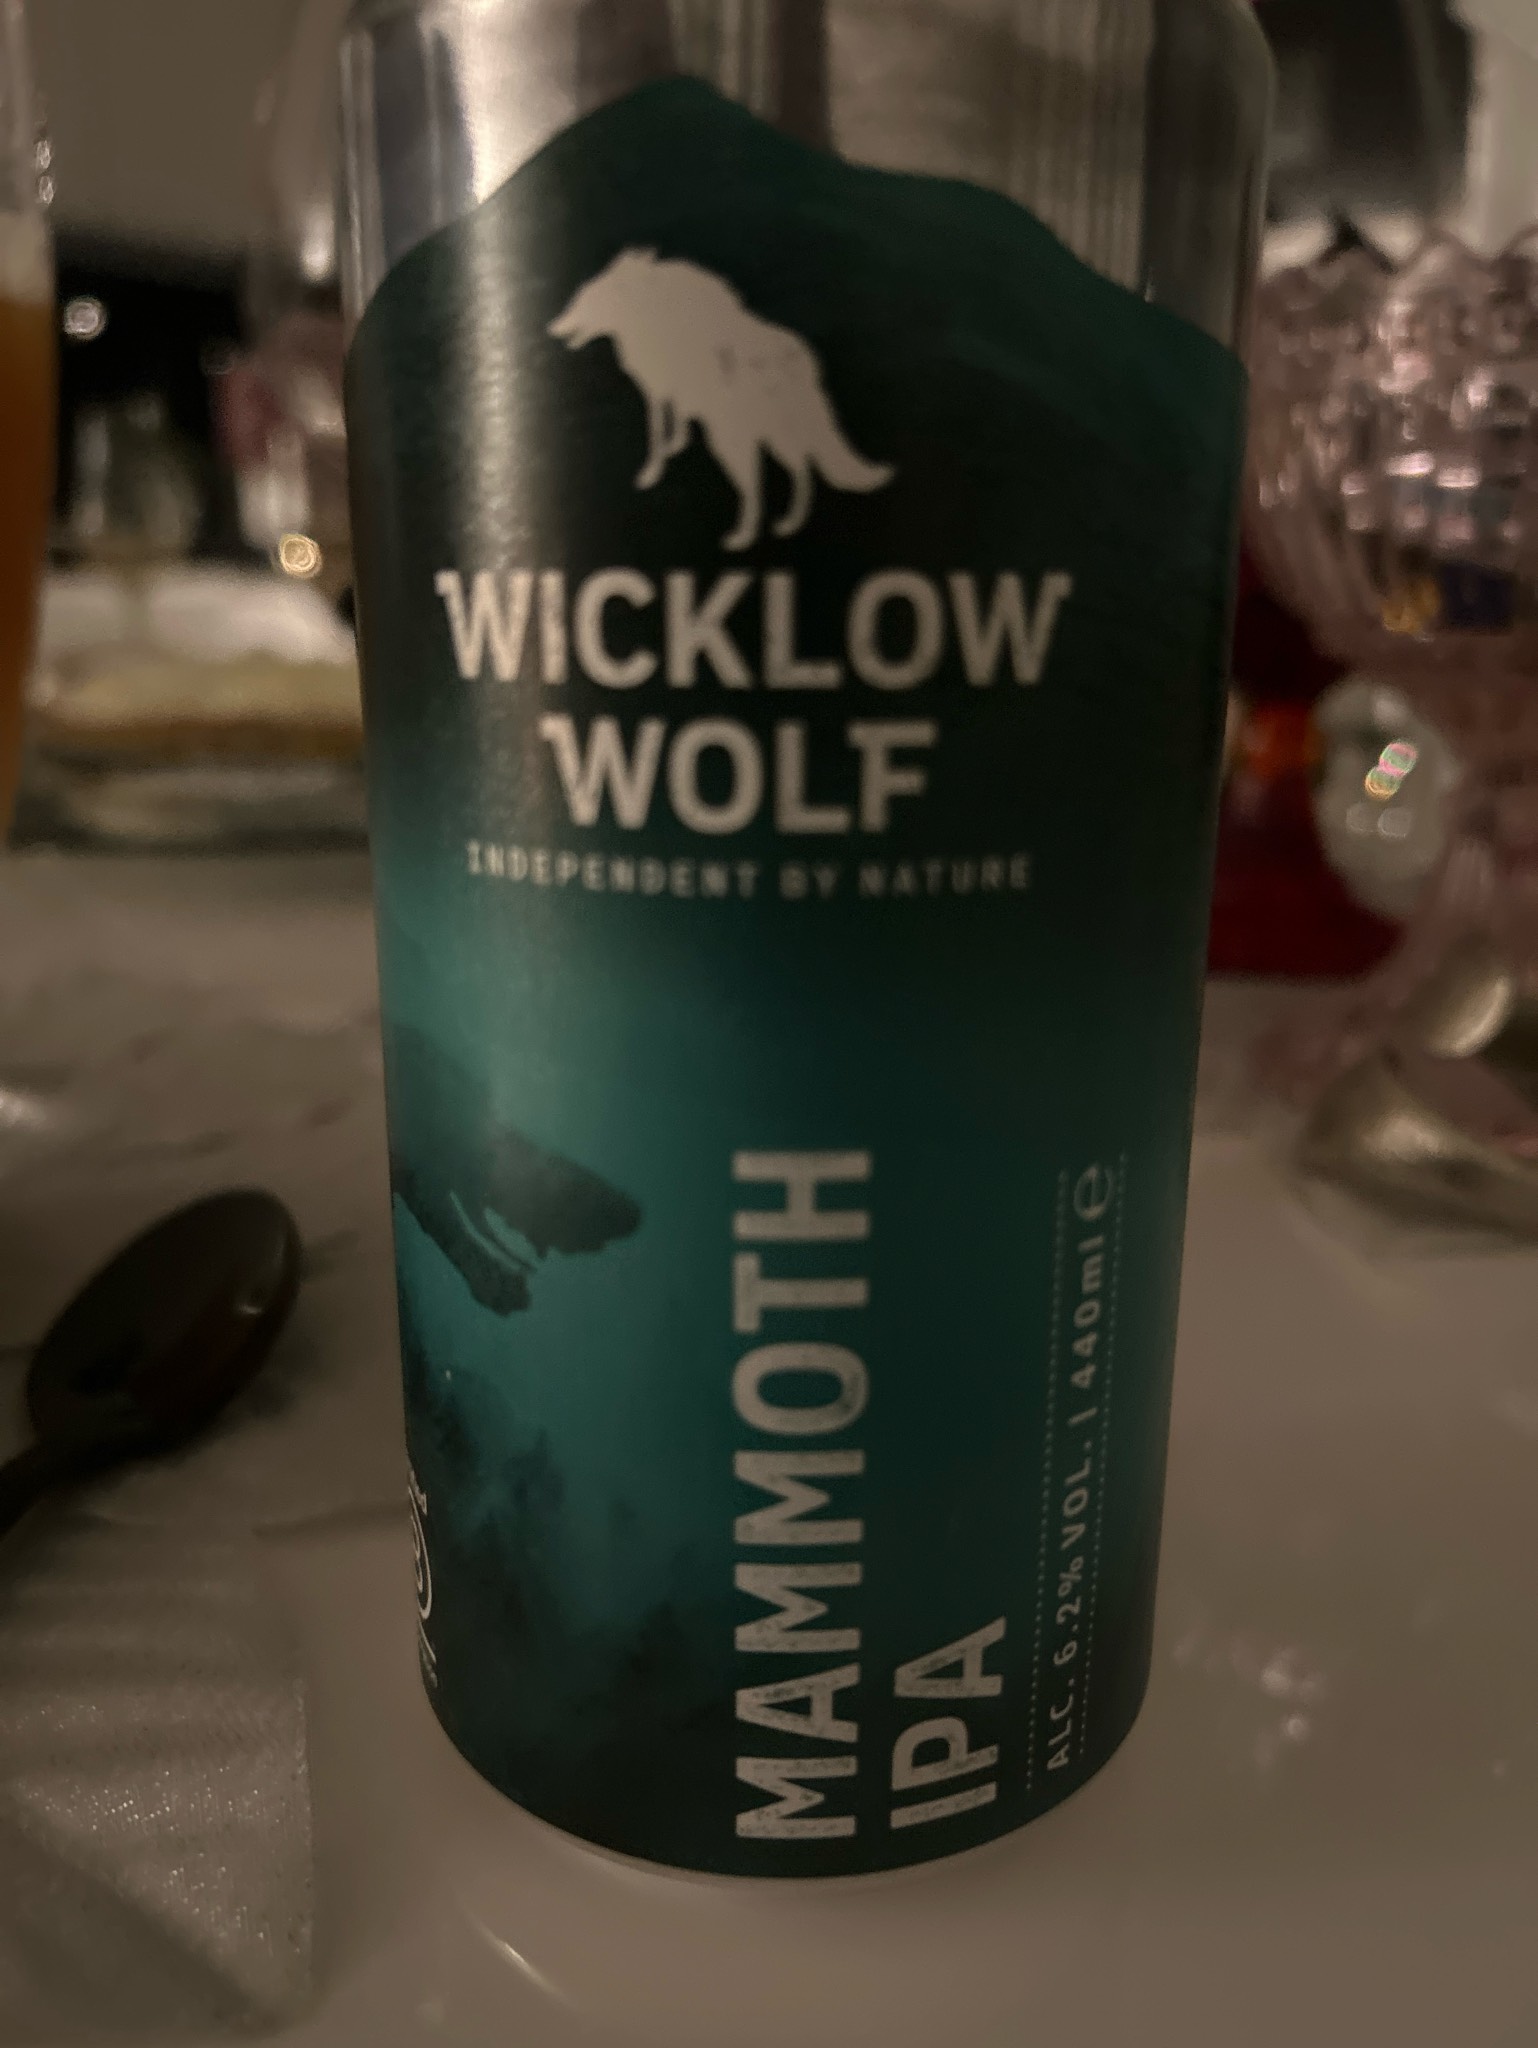 WICKLOW
WOLF
INDEPENDENT BY NATURE
MAMMOTH
IPA
ALC. 6.2% VOL. | 440ml ℮